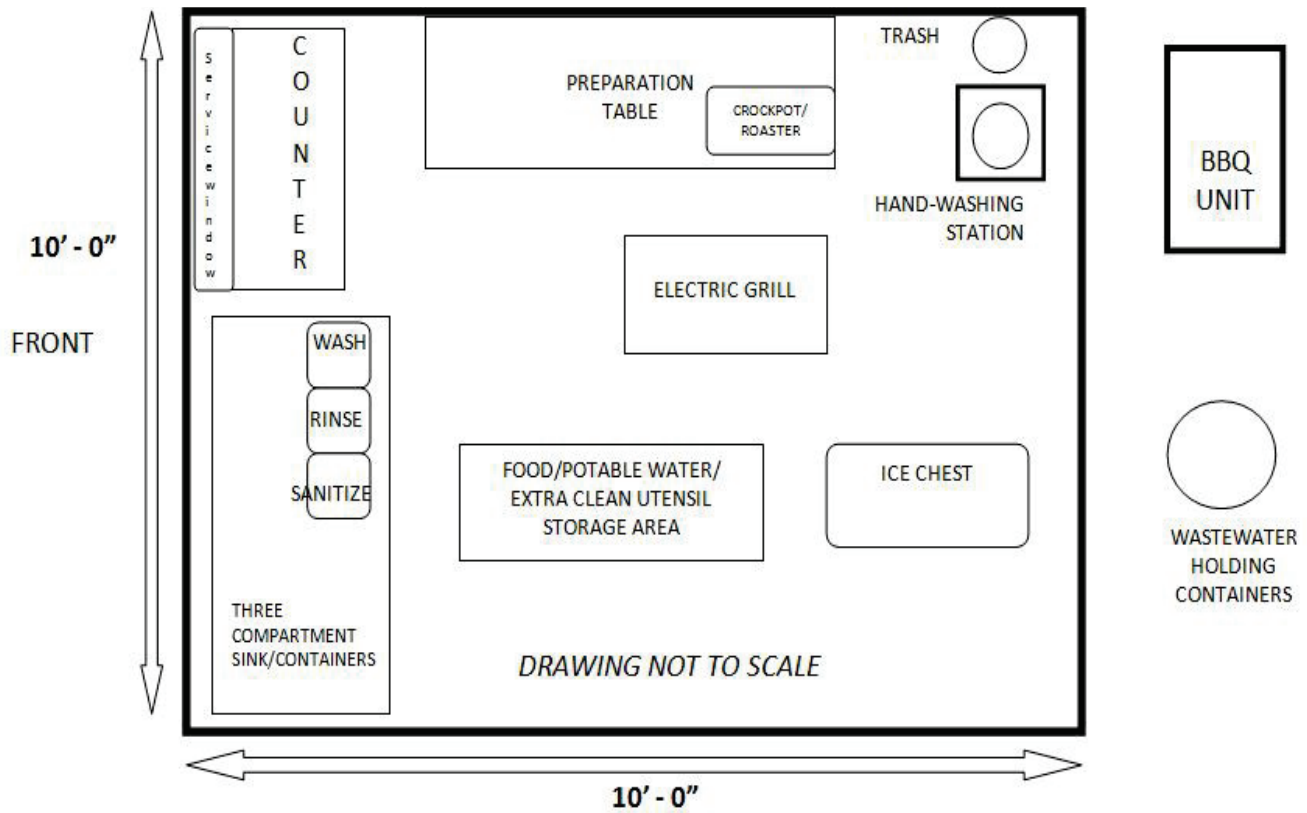 10' - 0"
FRONT
Servicewindow
COUNTER
PREPARATION
TABLE
CROCKPOT/
ROASTER
TRASH
HAND-WASHING
STATION
BBQ
UNIT
ELECTRIC GRILL
WASH
RINSE
SANITIZE
THREE
COMPARTMENT
SINK/CONTAINERS
FOOD/POTABLE WATER/
EXTRA CLEAN UTENSIL
STORAGE AREA
ICE CHEST
WASTEWATER
HOLDING
CONTAINERS
DRAWING NOT TO SCALE
10' - 0"